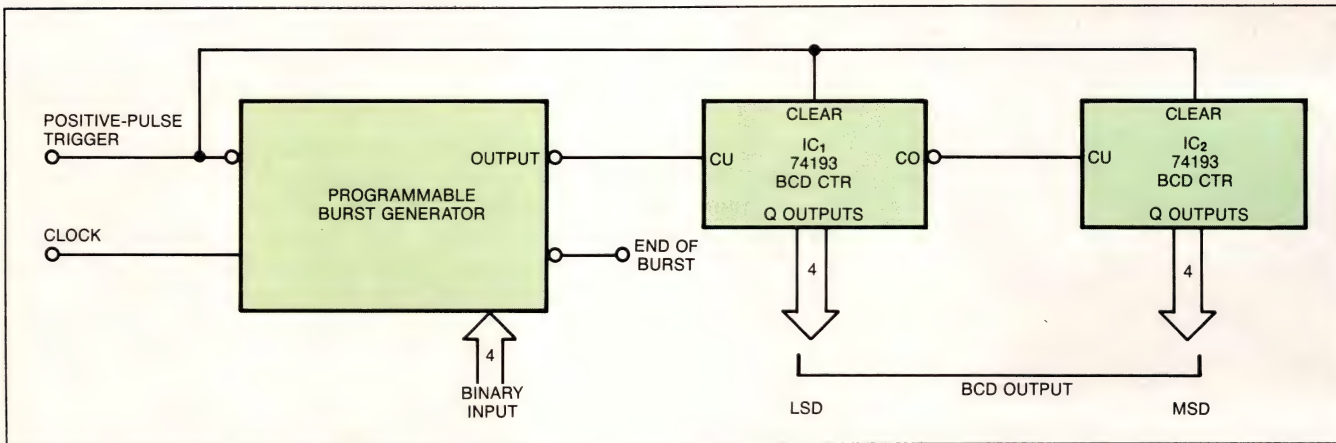 POSITIVE-PULSE
TRIGGER
CLOCK
OUTPUT
PROGRAMMABLE
BURST GENERATOR
END OF
BURST
4
BINARY
INPUT
CLEAR
IC₁
74193
BCD CTR
CU
CO
Q OUTPUTS
4
CLEAR
IC₂
74193
BCD CTR
CU
Q OUTPUTS
4
BCD OUTPUT
LSD
MSD